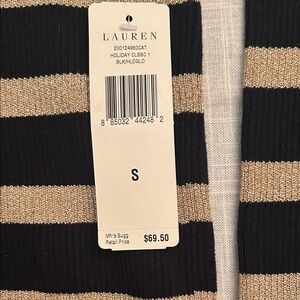 LAUREN
200124960CAT
HOLIDAY CLSSC 1
BLK/HLDGLD
8 85032 44246 2
S
Mfr's Sugg
Retail Price $69.50